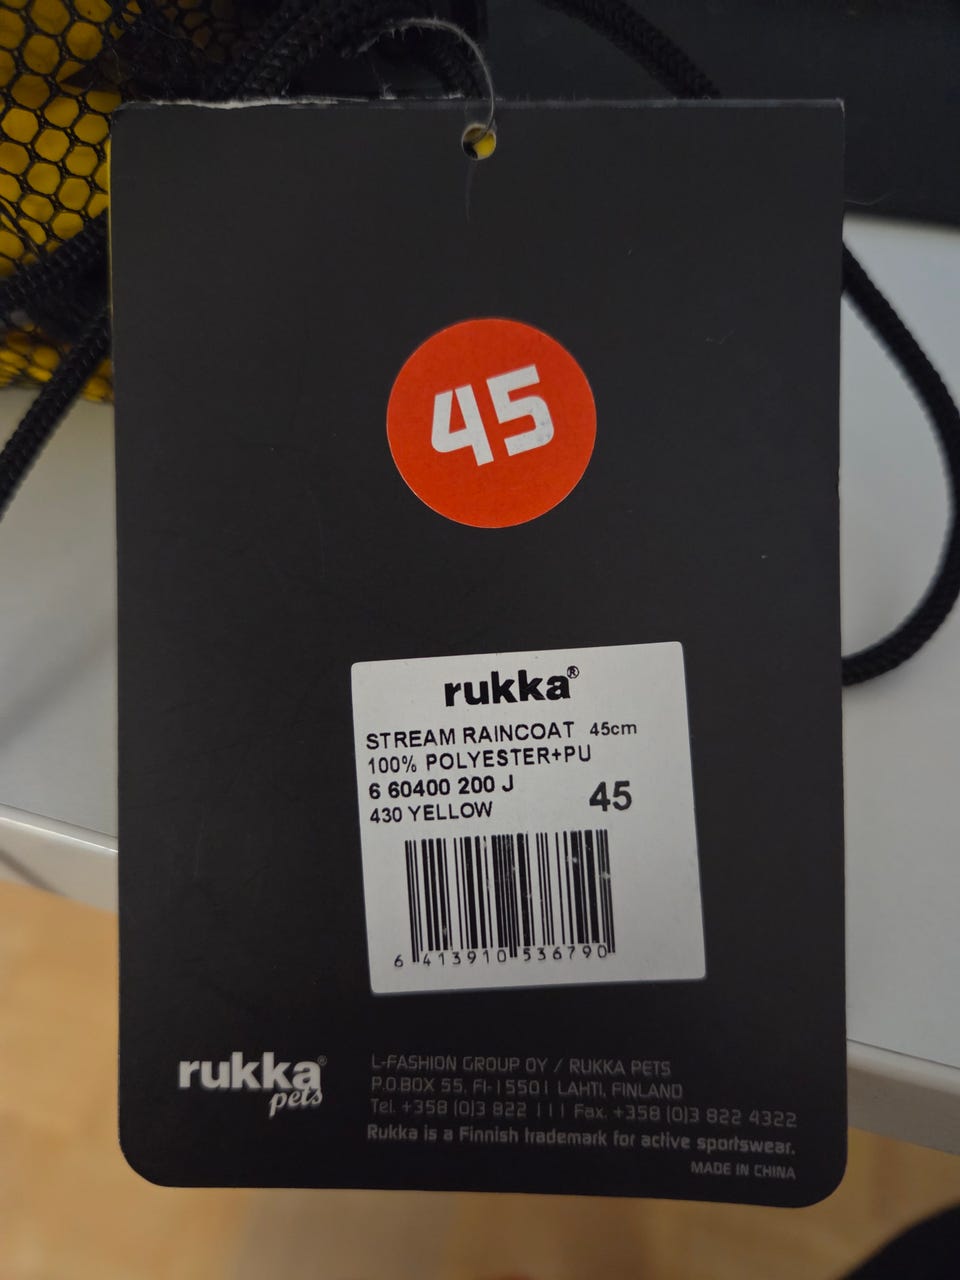 45
rukka®
STREAM RAINCOAT 45cm
100% POLYESTER+PU
6 60400 200 J
430 YELLOW 45
6 413910 536790
rukka®
pets
L-FASHION GROUP OY / RUKKA PETS
P.O.BOX 55, FI-15501 LAHTI, FINLAND
Tel. +358 (0)3 822 111 Fax. +358 (0)3 822 4322
Rukka is a Finnish trademark for active sportswear.
MADE IN CHINA